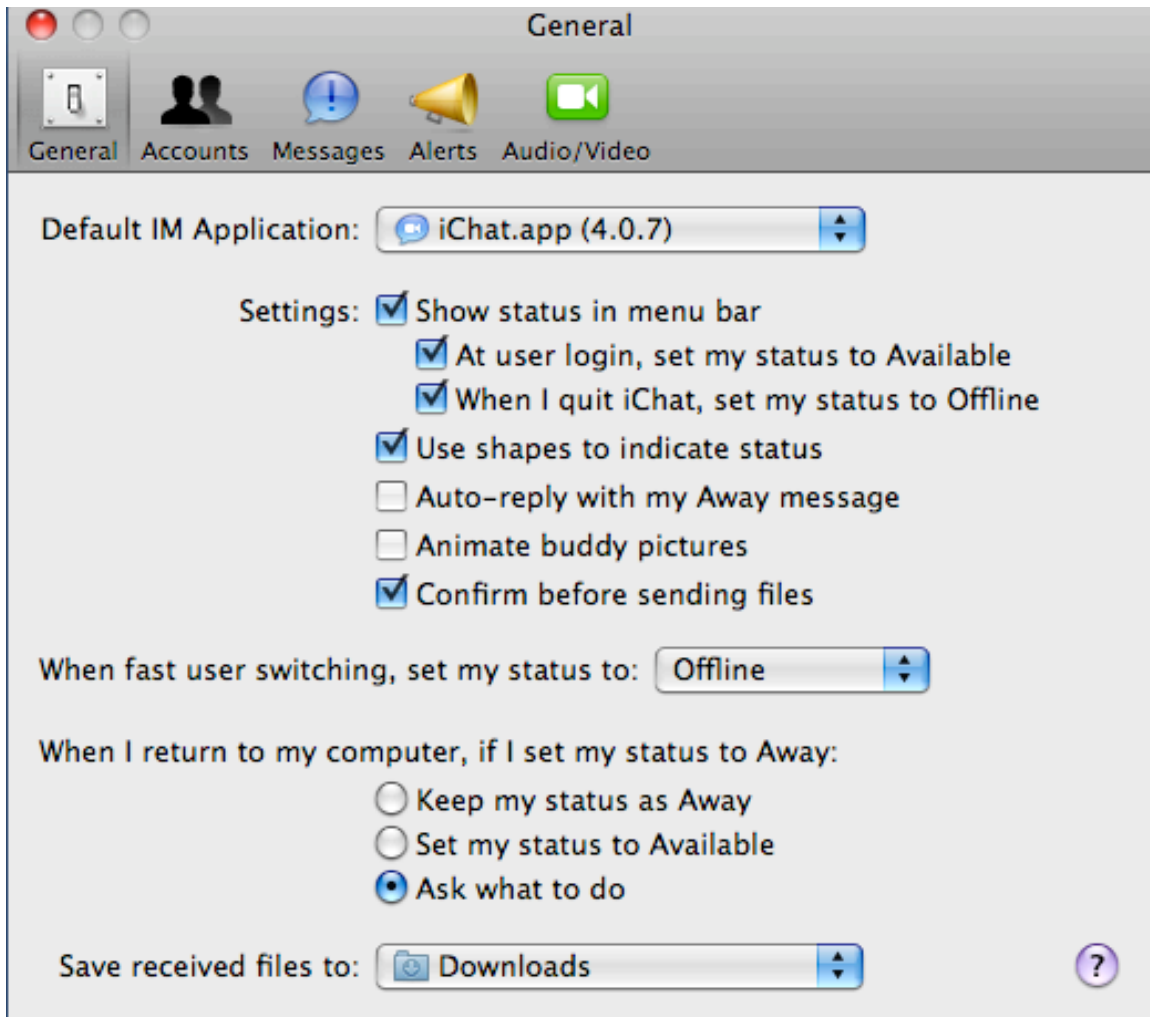 General
General Accounts Messages Alerts Audio/Video
Default IM Application: iChat.app (4.0.7)
Settings: Show status in menu bar
At user login, set my status to Available
When I quit iChat, set my status to Offline
Use shapes to indicate status
Auto-reply with my Away message
Animate buddy pictures
Confirm before sending files
When fast user switching, set my status to: Offline
When I return to my computer, if I set my status to Away:
Keep my status as Away
Set my status to Available
Ask what to do
Save received files to: Downloads ?